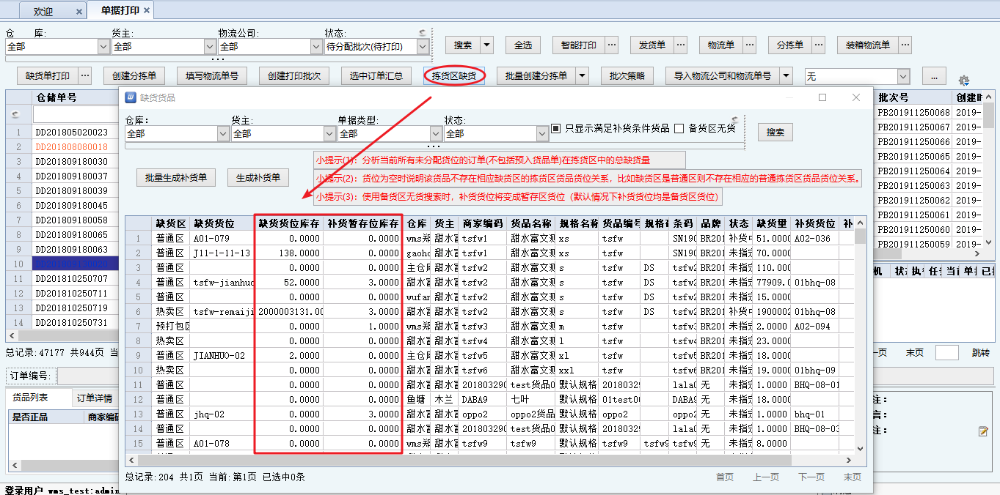 欢迎 × 单据打印 ×
仓 库: 货主: 物流公司: 状态:
全部 全部 全部 待分配批次(待打印) 搜索 全选 智能打印 ... 发货单 ... 物流单 ... 分拣单 ... 装箱物流单 ...
缺货单打印 ... 创建分拣单 填写物流单号 创建打印批次 选中订单汇总 拣货区缺货 批量创建分拣单 批次策略 导入物流公司和物流单号 无 ...
仓储单号
1 DD201805020023
2 DD201808080018
3 DD201809180030
4 DD201809180037
5 DD201809180039
6 DD201809180045
7 DD201809180058
8 DD201809180065
9 DD201809180063
10
11 DD201810250707
12 DD201810250711
13 DD201810250719
14 DD201810250731
总记录:47177 共944页 当
订单编号:
货品列表 订单详情
是否正品 商家编码
登录用户 wms_test:admin
缺货货品
仓库: 货主: 单据类型: 状态:
全部 全部 全部 全部 只显示满足补货条件货品 备货区无货 搜索
批量生成补货单 生成补货单
小提示(1): 分析当前所有未分配货位的订单(不包括预入货品单)在拣货区中的总缺货量
小提示(2): 货位为空时说明该货品不存在相应缺货区的拣货区货品货位关系，比如缺货区是普通区则不存在相应的普通拣货区货品货位关系。
小提示(3): 使用备货区无货搜索时，补货货位将变成暂存区货位（默认情况下补货货位均是备货区货位）
缺货区 缺货货位 缺货货位库存 补货暂存位库存 仓库 货主 商家编码 货品名称 规格名称 货品编号 规格码 条码 品牌 状态 缺货量 补货货位 补
1 普通区 A01-079 0.0000 0.0000 wms郑 甜水富 tsfw1 甜水富文观 xs tsfw SN190 BR201 补货中 51.0000 A02-036
2 普通区 J11-1-11-13 138.0000 0.0000 gaoho 甜水富 tsfw1 甜水富文观 xs tsfw SN190 BR201 未指定 70.0000
3 普通区 0.0000 0.0000 主仓库 甜水富 tsfw2 甜水富文观 s tsfw DS tsfw2 BR201 未指定 110.000
4 普通区 tsfw-jianhuo 52.0000 3.0000 甜水富 甜水富 tsfw2 甜水富文观 s tsfw DS tsfw2 BR201 未指定 77909.0 01bhq-08
5 普通区 0.0000 0.0000 wufan 甜水富 tsfw2 甜水富文观 s tsfw DS tsfw2 BR201 未指定 15.0000
6 热卖区 tsfw-remaiji 2000003131.00 3.0000 甜水富 甜水富 tsfw2 甜水富文观 s tsfw DS tsfw2 BR201 补货中 1900002 01bhq-08
7 预打包区 0.0000 1.0000 wms郑 甜水富 tsfw3 甜水富文观 m tsfw tsfw3 BR201 未指定 2.0000 A02-094
8 热卖区 0.0000 0.0000 甜水富 甜水富 tsfw4 甜水富文观 l tsfw tsfw4 BR201 未指定 23.0000
9 普通区 JIANHUO-02 2.0000 0.0000 主仓库 甜水富 tsfw5 甜水富文观 xl tsfw tsfw5 BR201 未指定 18.0000
10 热卖区 0.0000 0.0000 甜水富 甜水富 tsfw6 甜水富文观 xxl tsfw tsfw6 BR201 未指定 19.0000 01bhq-09
11 普通区 0.0000 0.0000 甜水富 甜水富 201803290 test货品0 默认规格 20180329 lala0 无 未指定 1.0000 BHQ-08-01
12 普通区 0.0000 0.0000 鱼塘 木兰 DABA9 七叶 默认规格 01test00 DABA9 无 未指定 18.0000
13 普通区 jhq-02 0.0000 3.0000 甜水富 甜水富 oppo2 oppo2货品 默认规格 oppo2 oppo2 无 未指定 1.0000 bhq-01
14 普通区 0.0000 0.0000 甜水富 甜水富 201803290 test货品0 默认规格 20180329 lala0 无 未指定 1.0000 BHQ-08-03
15 普通区 A01-078 0.0000 0.0000 wms郑 甜水富 tsfw9 tsfw9 默认规格 tsfw9 tsfw9 tsfw9 无 未指定 8.0000
总记录:204 共1页 当前:第1页 已选中0条 首页 上一页 下一页 末页
批次号 创建时
PB201911250068 2019-
PB201911250067 2019-
PB201911250066 2019-
PB201911250065 2019-
PB201911250064 2019-
PB201911250063 2019-
PB201911250062 2019-
PB201911250061 2019-
PB201911250060 2019-
PB201911250059 2019-
机 状态 执行 任务 当前 单据 已打
一页 末页 跳转
注:
言:
注: